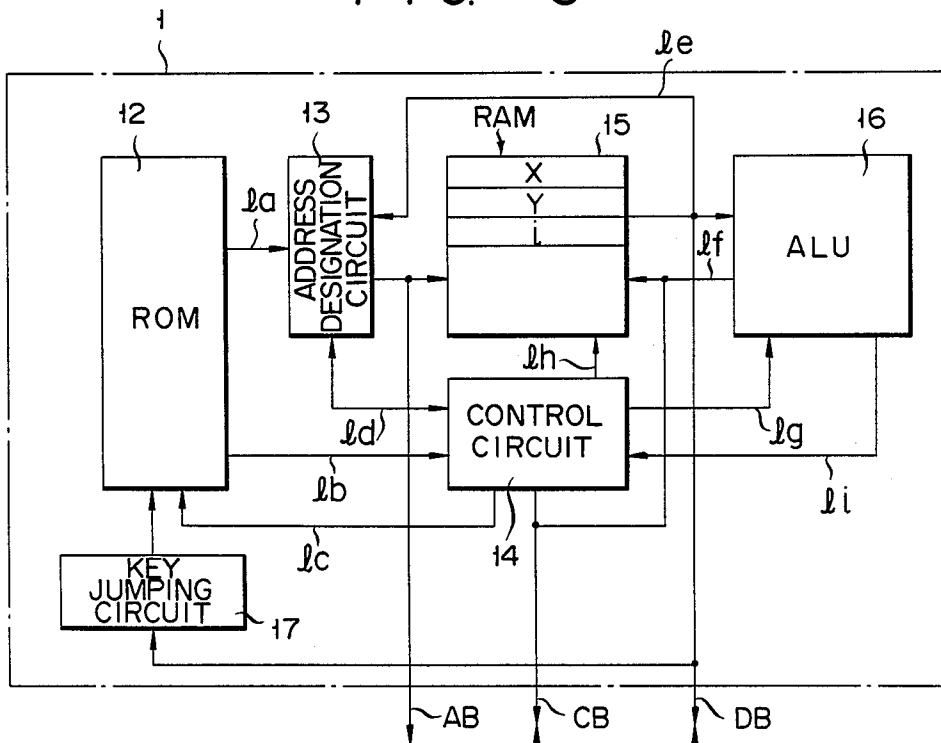 1
le
12
13
RAM
15
16
X
Y
la
ADDRESS
DESIGNATION
CIRCUIT
lf
ALU
ROM
lh
CONTROL
CIRCUIT
ld
lg
lb
li
lc
14
KEY
JUMPING
CIRCUIT
17
AB
CB
DB